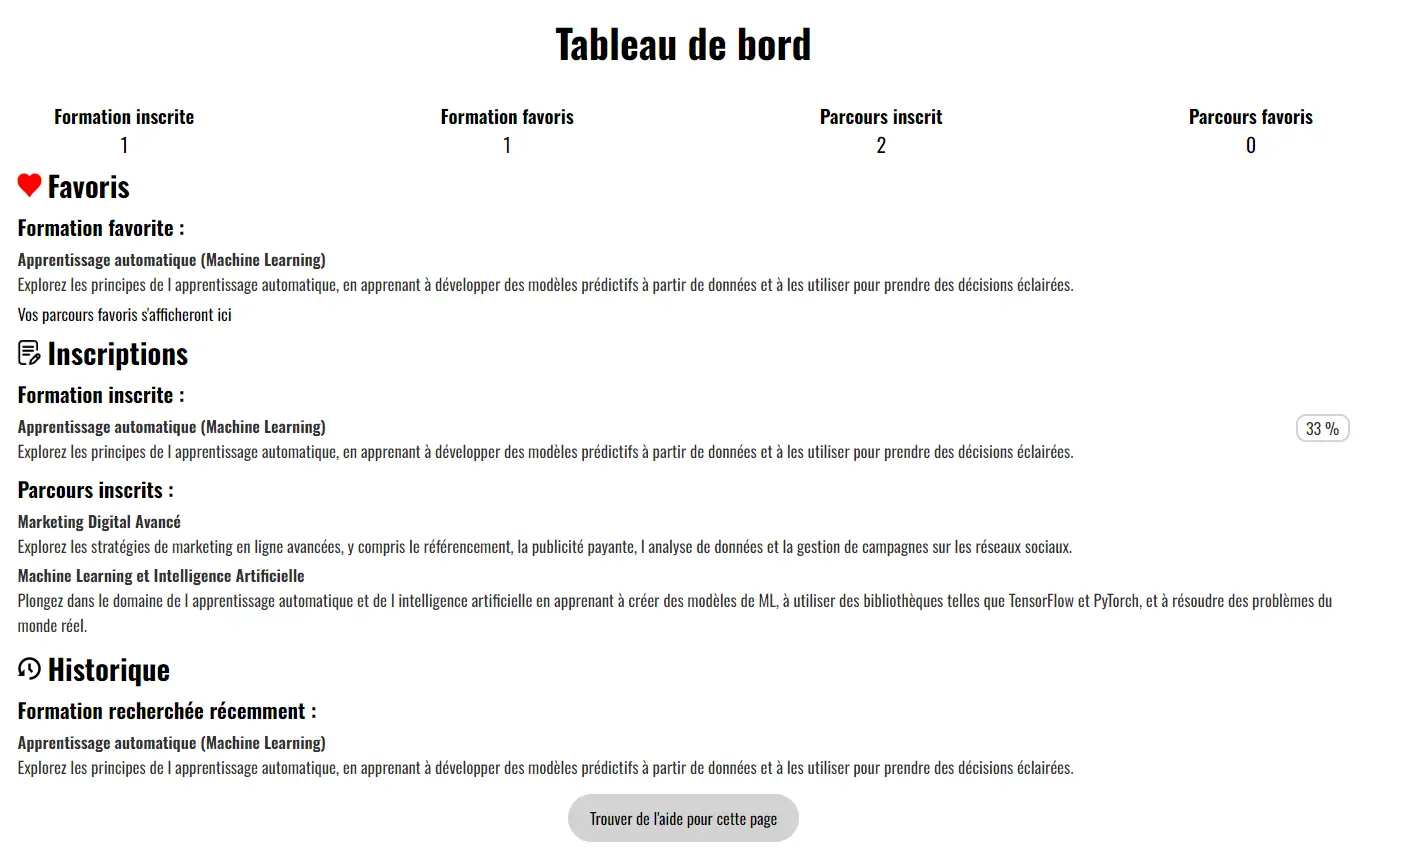 Tableau de bord
Formation inscrite
1
Formation favoris
1
Parcours inscrit
2
Parcours favoris
0
Favoris
Formation favorite :
Apprentissage automatique (Machine Learning)
Explorez les principes de l apprentissage automatique, en apprenant à développer des modèles prédictifs à partir de données et à les utiliser pour prendre des décisions éclairées.
Vos parcours favoris s'afficheront ici
Inscriptions
Formation inscrite :
Apprentissage automatique (Machine Learning)
33 %
Explorez les principes de l apprentissage automatique, en apprenant à développer des modèles prédictifs à partir de données et à les utiliser pour prendre des décisions éclairées.
Parcours inscrits :
Marketing Digital Avancé
Explorez les stratégies de marketing en ligne avancées, y compris le référencement, la publicité payante, l analyse de données et la gestion de campagnes sur les réseaux sociaux.
Machine Learning et Intelligence Artificielle
Plongez dans le domaine de l apprentissage automatique et de l intelligence artificielle en apprenant à créer des modèles de ML, à utiliser des bibliothèques telles que TensorFlow et PyTorch, et à résoudre des problèmes du
monde réel.
Historique
Formation recherchée récemment :
Apprentissage automatique (Machine Learning)
Explorez les principes de l apprentissage automatique, en apprenant à développer des modèles prédictifs à partir de données et à les utiliser pour prendre des décisions éclairées.
Trouver de l'aide pour cette page